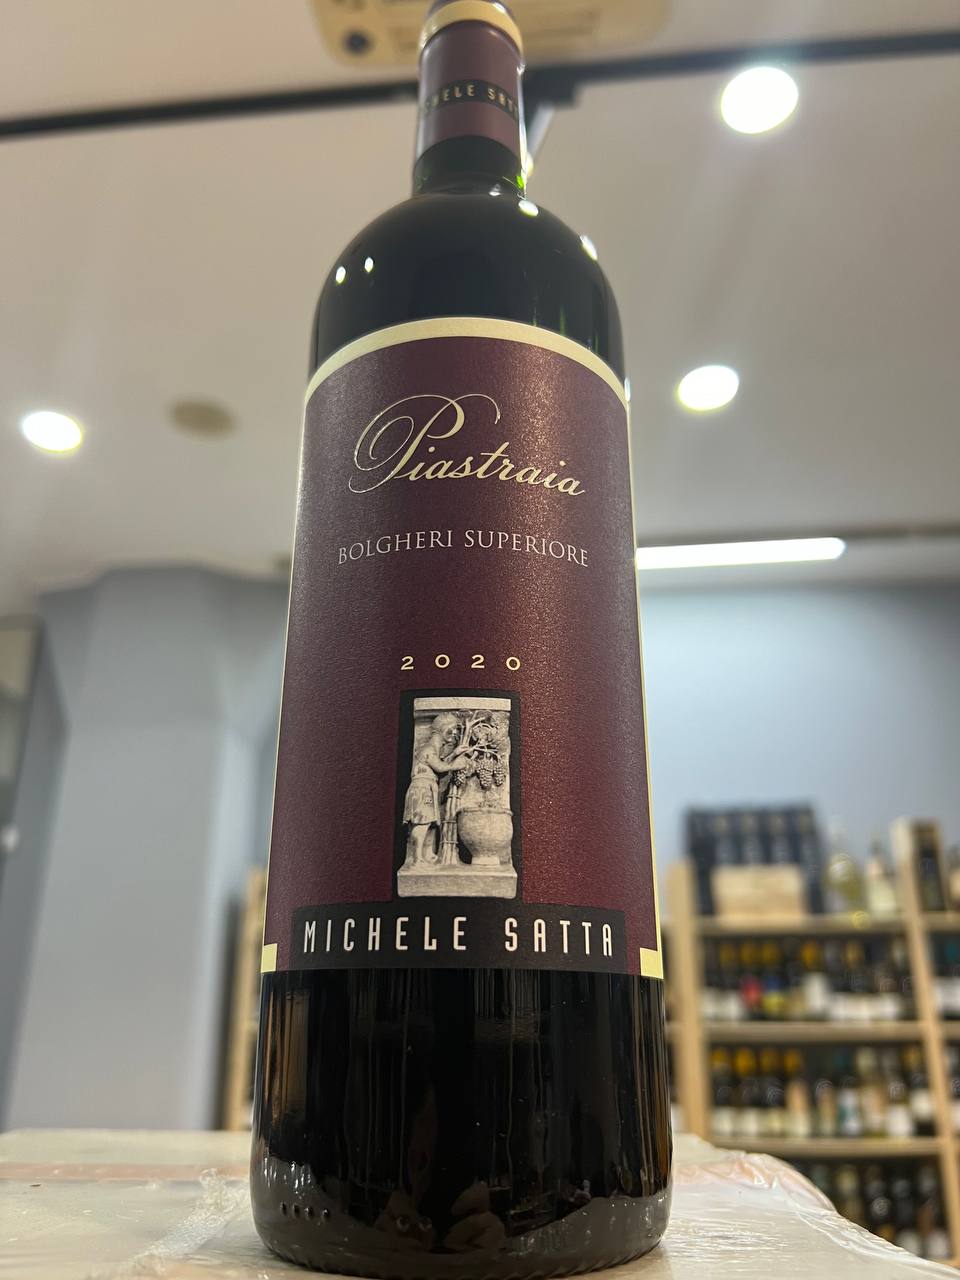 Piastraia
BOLGHERI SUPERIORE
2020
MICHELE SATTA